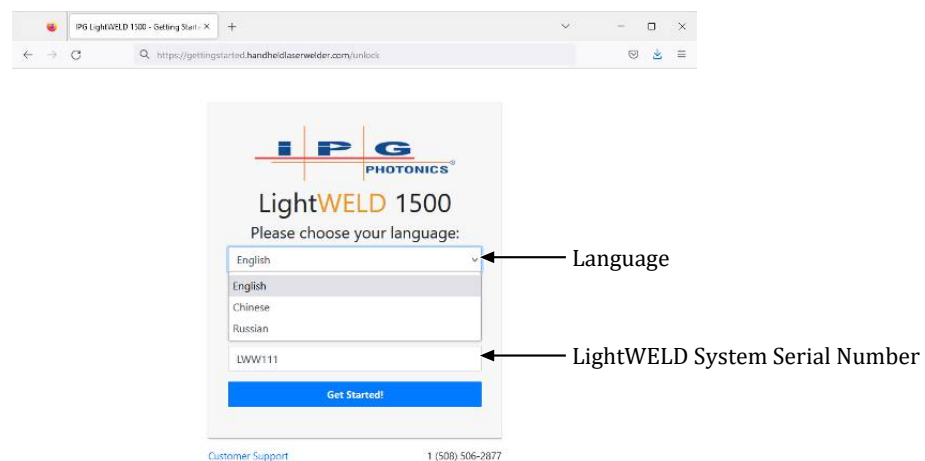 IPG LightWELD 1500 - Getting Start
https://gettingstarted.handheldlaserwelder.com/unlock
IPG
PHOTONICS®
LightWELD 1500
Please choose your language:
English
Language
English
Chinese
Russian
LWW111
LightWELD System Serial Number
Get Started!
Customer Support
1 (508) 506-2877